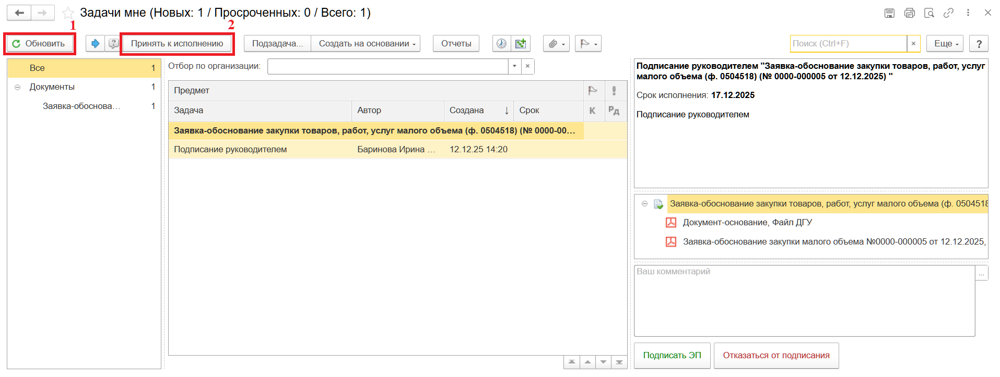 Задачи мне (Новых: 1 / Просроченных: 0 / Всего: 1)
1
2
Обновить
Принять к исполнению
Подзадача...
Создать на основании
Отчеты
Поиск (Ctrl+F)
×
Еще
?
Все 1
Документы 1
Заявка-обоснова... 1
Отбор по организации:
×
Предмет
Задача Автор Создана ↓ Срок К Рд
Заявка-обоснование закупки товаров, работ, услуг малого объема (ф. 0504518) (№ 0000-00...
Подписание руководителем Баринова Ирина ... 12.12.25 14:20
Подписание руководителем "Заявка-обоснование закупки товаров, работ, услуг
малого объема (ф. 0504518) (№ 0000-000005 от 12.12.2025) "
Срок исполнения: 17.12.2025
Подписание руководителем
Заявка-обоснование закупки товаров, работ, услуг малого объема (ф. 0504518
Документ-основание, Файл ДГУ
Заявка-обоснование закупки малого объема №0000-000005 от 12.12.2025,
Ваш комментарий
...
Подписать ЭП
Отказаться от подписания